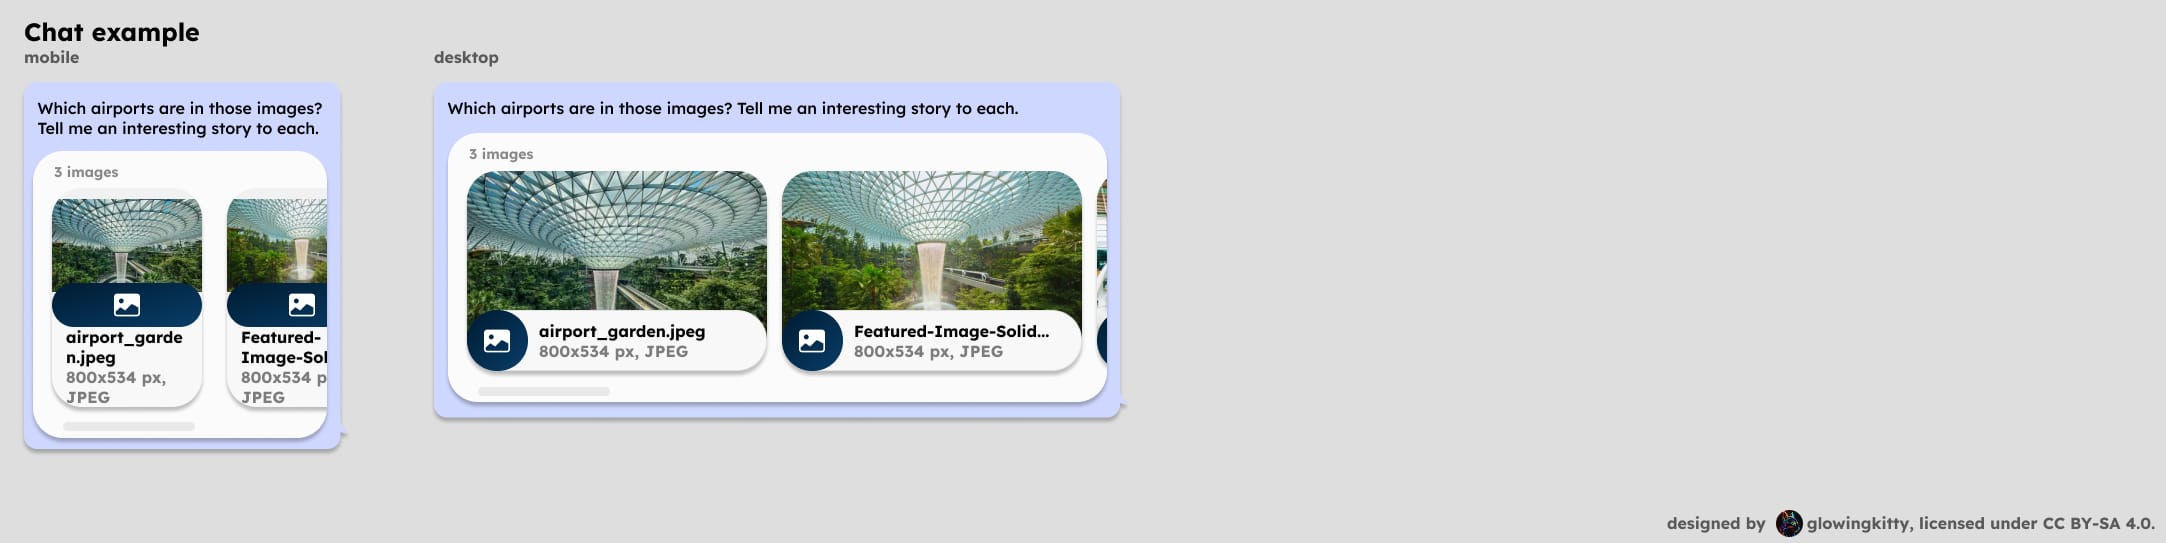 Chat example
mobile
Which airports are in those images?
Tell me an interesting story to each.
3 images
airport_garde
n.jpeg
800x534 px,
JPEG
Featured-
Image-Sol
800x534 p
JPEG
desktop
Which airports are in those images? Tell me an interesting story to each.
3 images
airport_garden.jpeg
800x534 px, JPEG
Featured-Image-Solid...
800x534 px, JPEG
designed by glowingkitty, licensed under CC BY-SA 4.0.